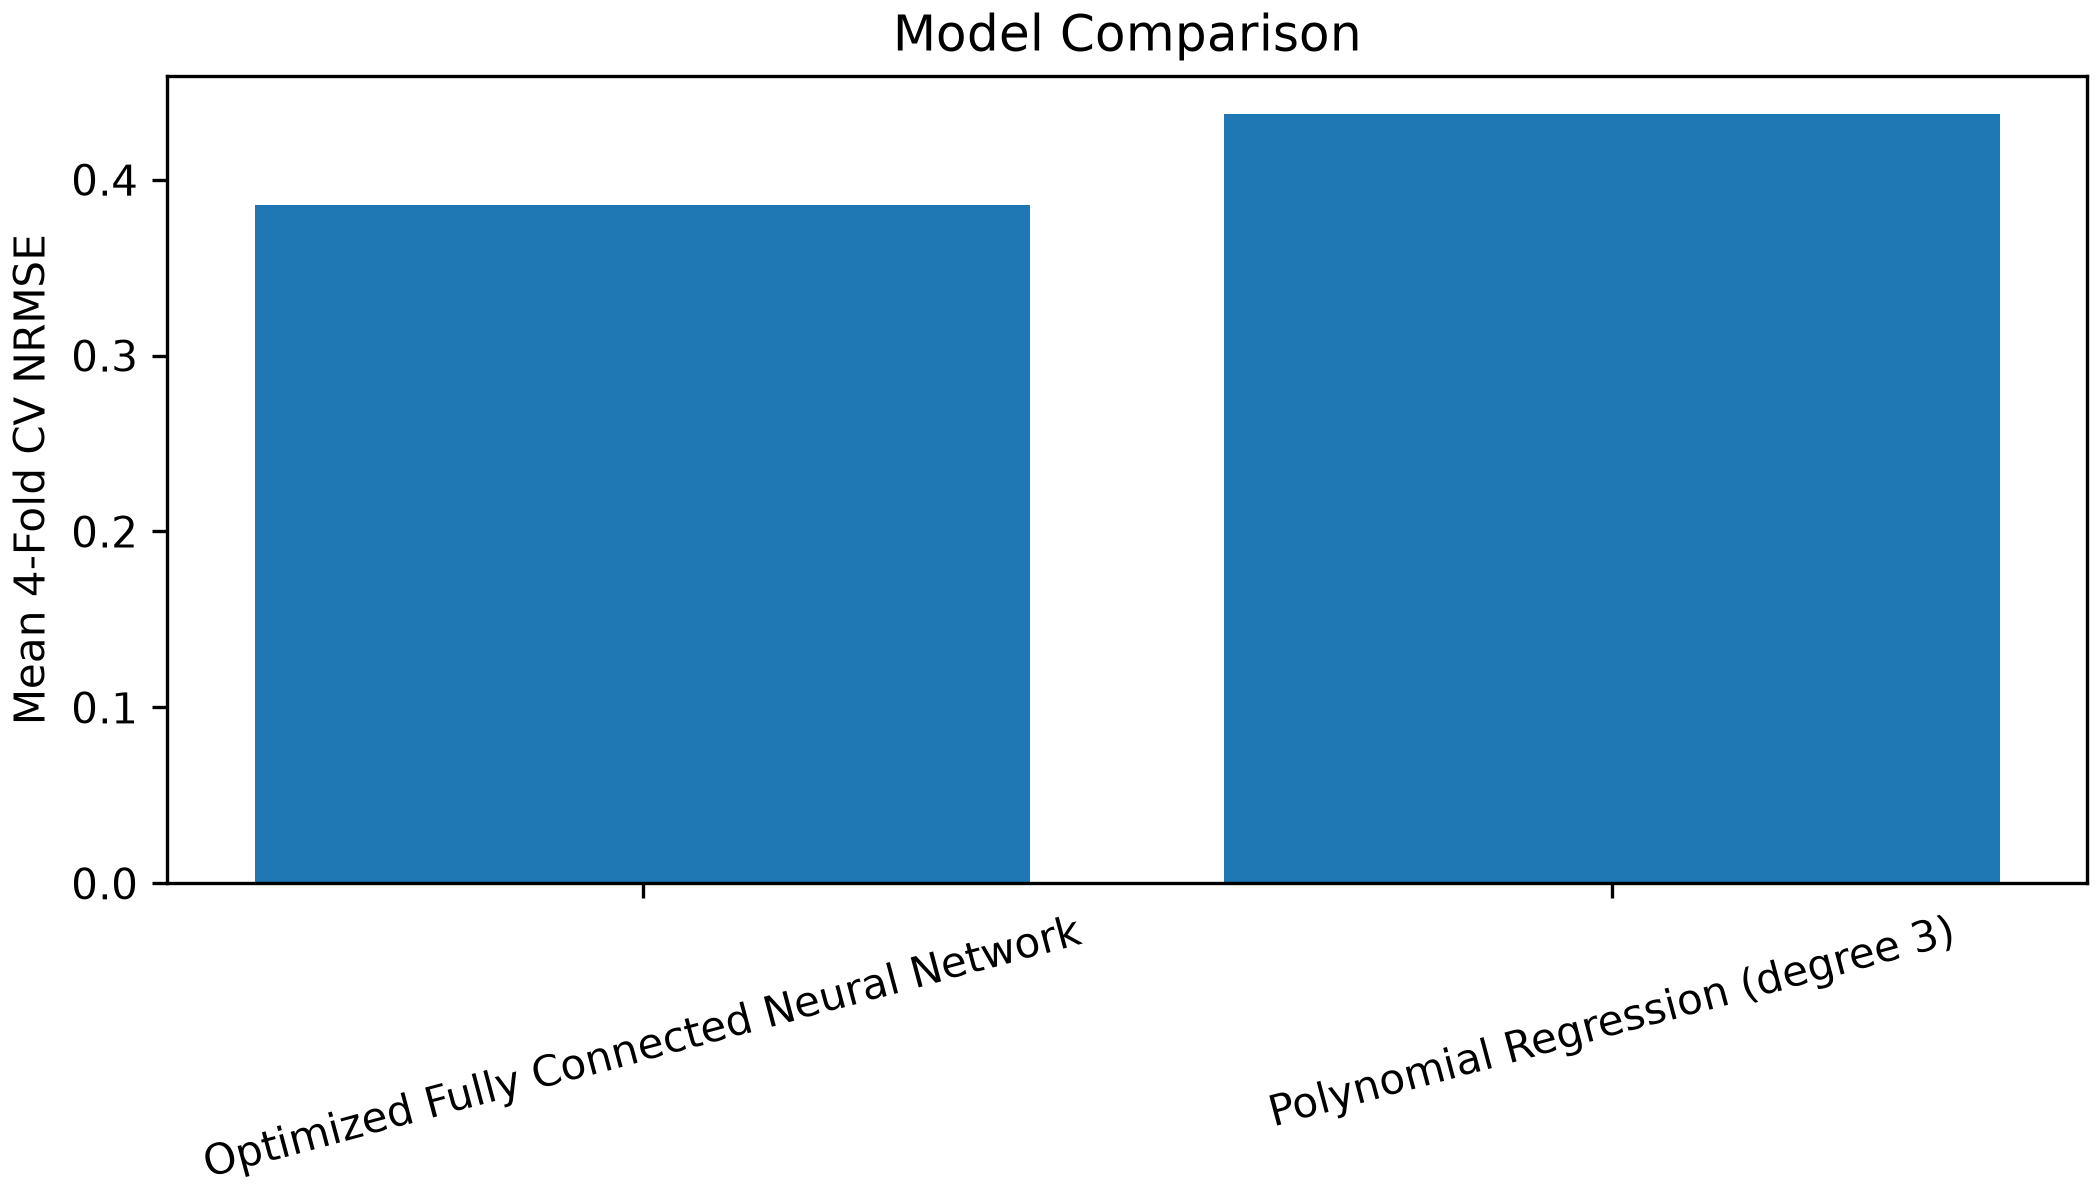 Model Comparison
Mean 4-Fold CV NRMSE
0.4
0.3
0.2
0.1
0.0
Optimized Fully Connected Neural Network
Polynomial Regression (degree 3)